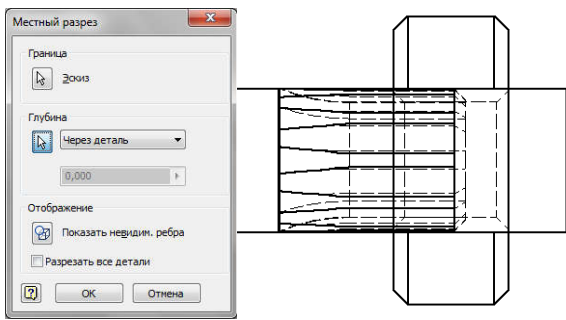 Местный разрез
Граница
Эскиз
Глубина
Через деталь
0,000
Отображение
Показать невидим. ребра
Разрезать все детали
OK
Отмена